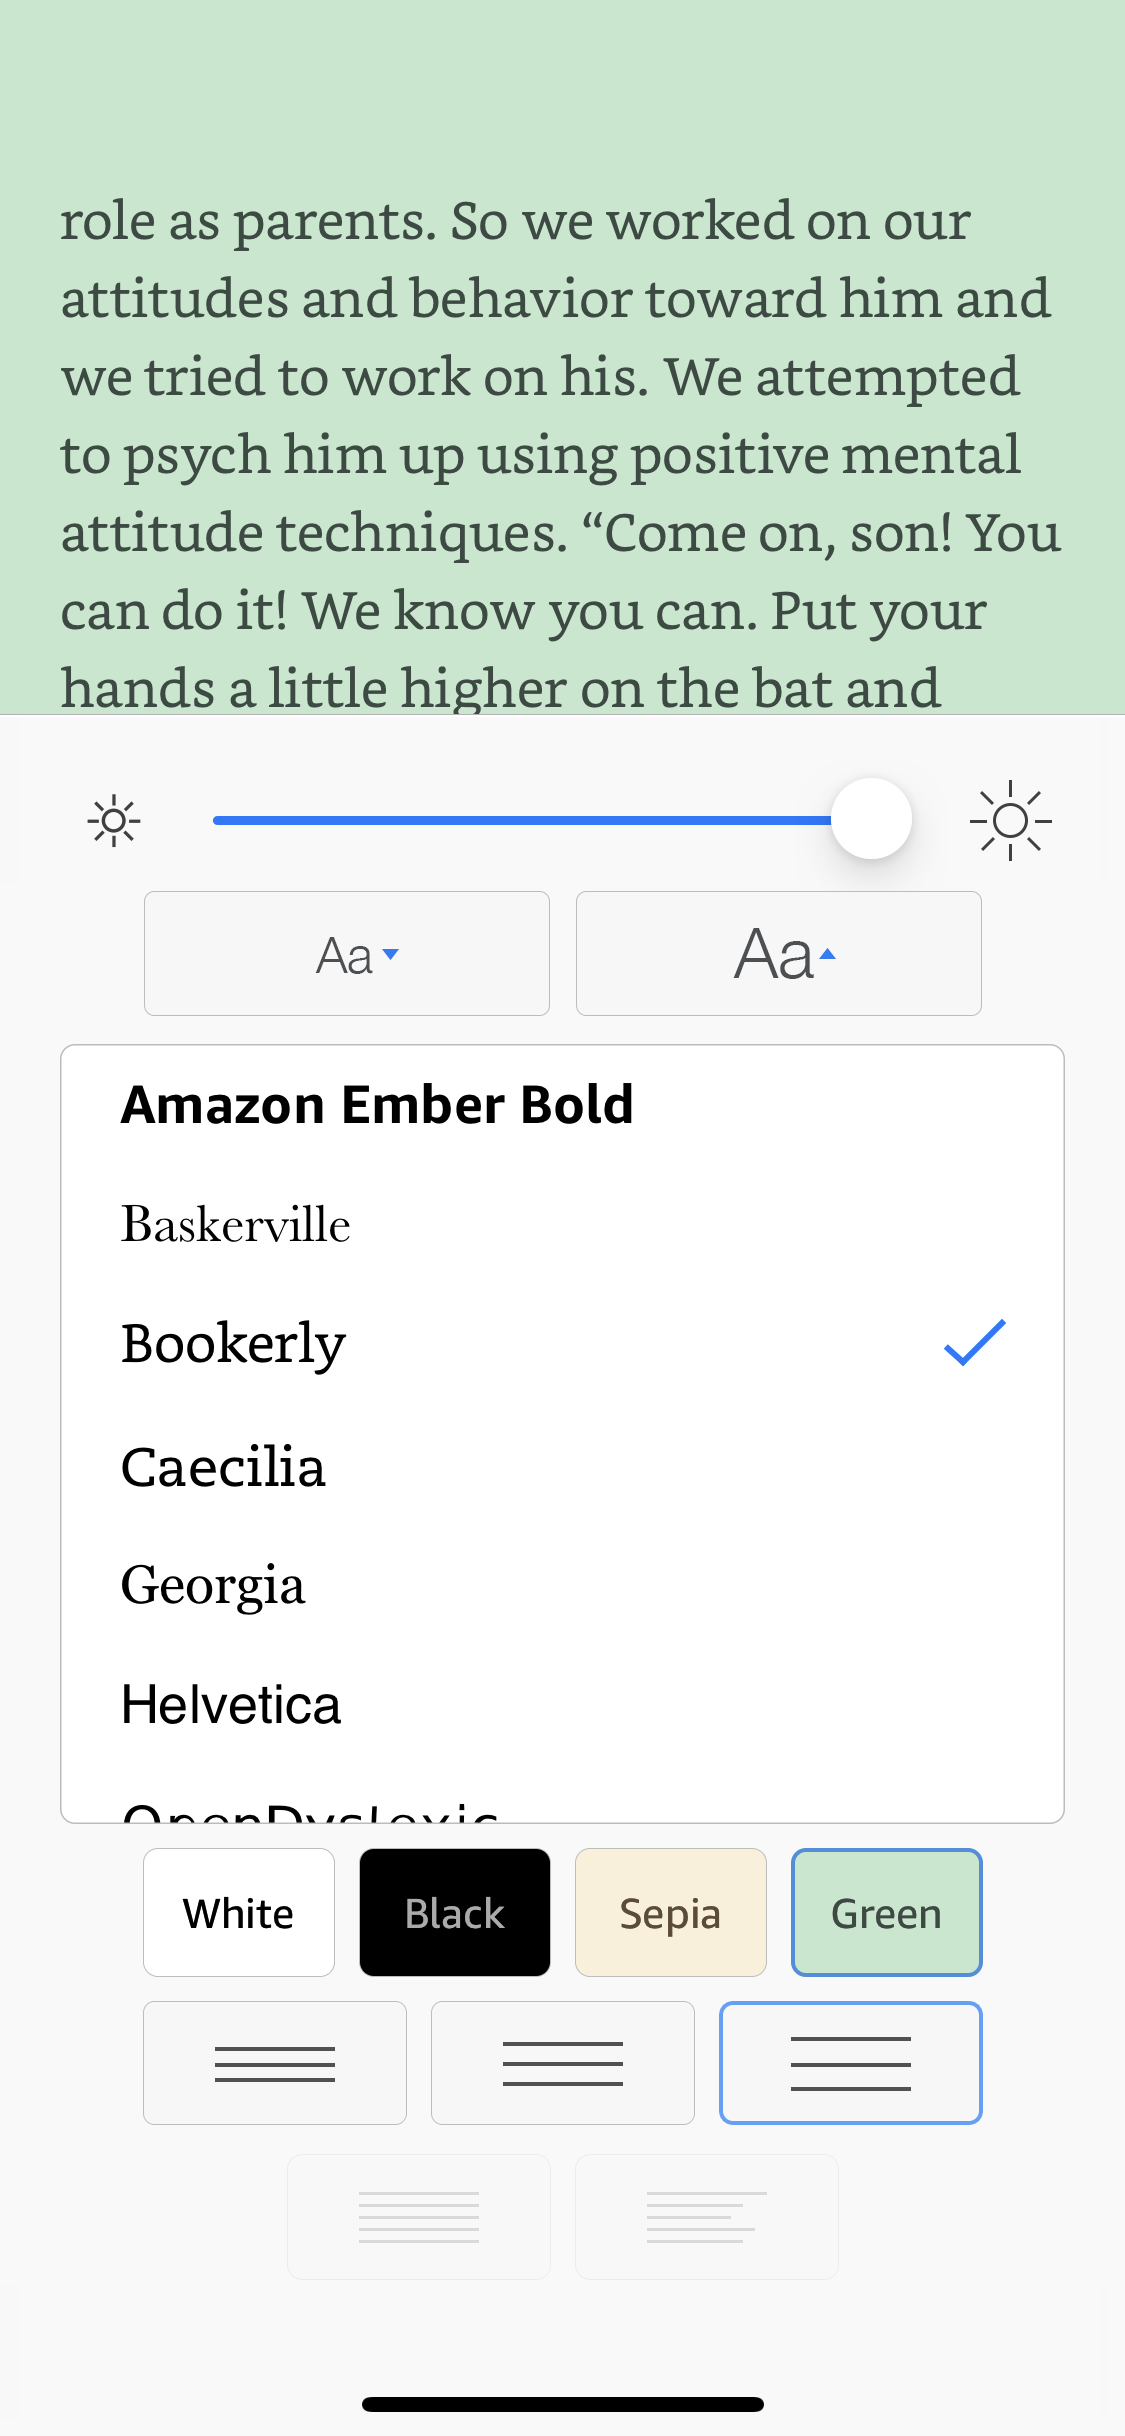 role as parents. So we worked on our
attitudes and behavior toward him and
we tried to work on his. We attempted
to psych him up using positive mental
attitude techniques. “Come on, son! You
can do it! We know you can. Put your
hands a little higher on the bat and
Aa
Aa
Amazon Ember Bold
Baskerville
Bookerly
Caecilia
Georgia
Helvetica
OpenDyslexic
White
Black
Sepia
Green